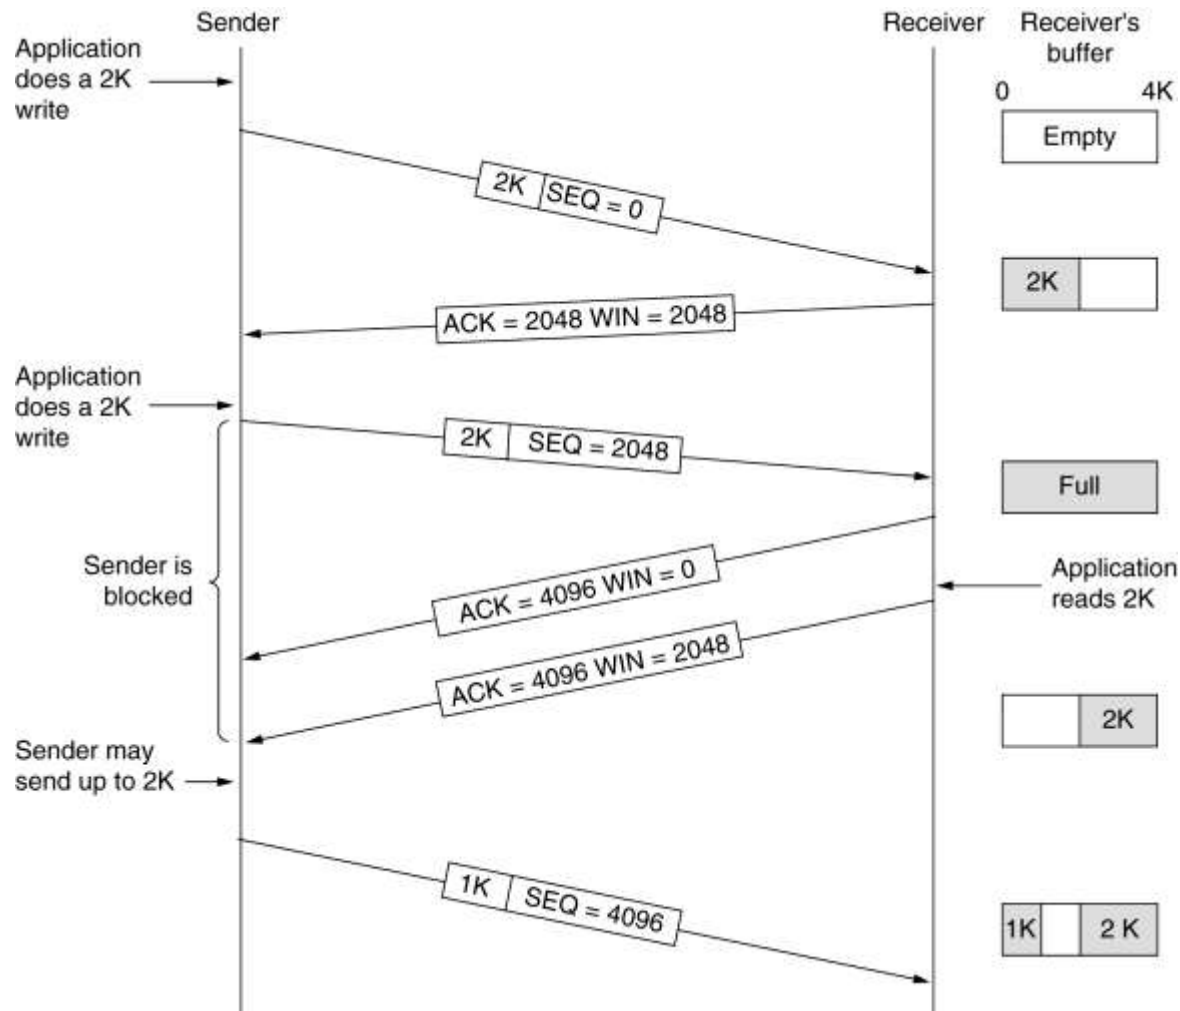 Sender
Receiver
Receiver's
buffer
Application
does a 2K
write
0
4K
Empty
2K
SEQ = 0
2K
ACK = 2048 WIN = 2048
Application
does a 2K
write
2K
SEQ = 2048
Full
Sender is
blocked
ACK = 4096 WIN = 0
Application
reads 2K
ACK = 4096 WIN = 2048
2K
Sender may
send up to 2K
1K
SEQ = 4096
1K
2 K